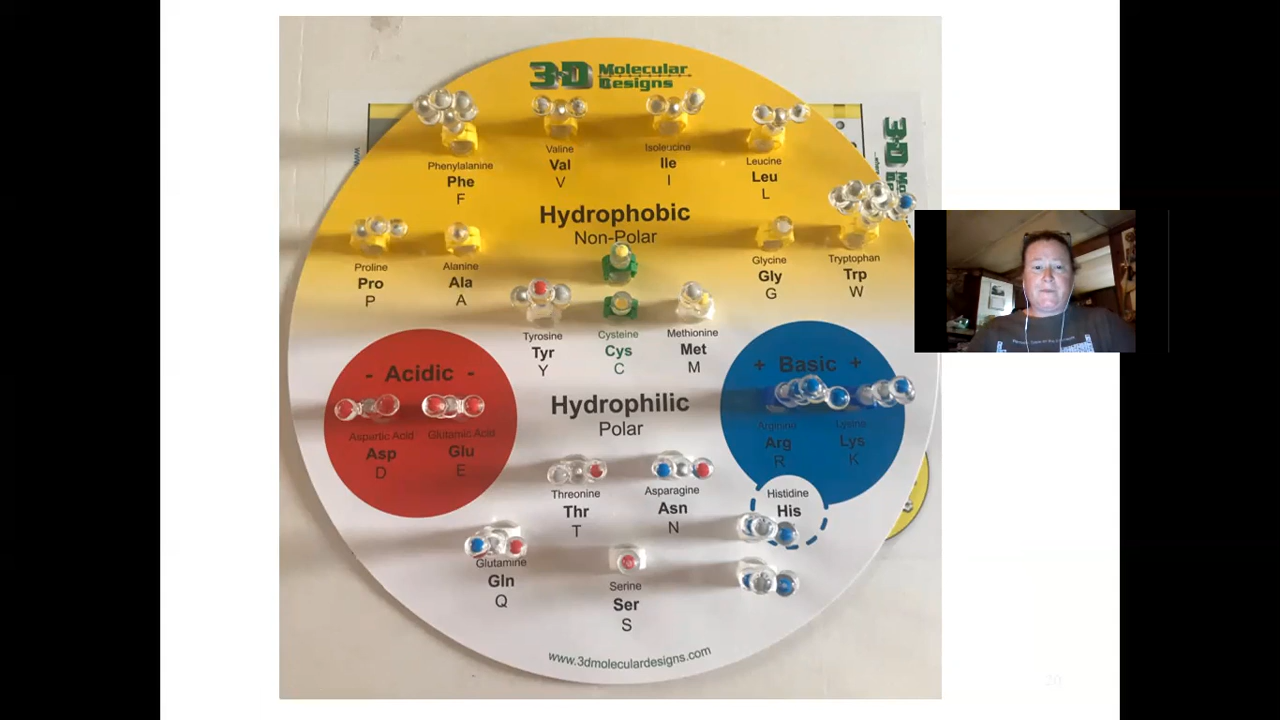 3D Molecular
Designs
Phenylalanine
Phe
F
Valine
Val
V
Isoleucine
Ile
I
Leucine
Leu
L
Hydrophobic
Non-Polar
Proline
Pro
P
Alanine
Ala
A
Glycine
Gly
G
Tryptophan
Trp
W
Tyrosine
Tyr
Y
Cysteine
Cys
C
Methionine
Met
M
- Acidic -
Aspartic Acid
Asp
D
Glutamic Acid
Glu
E
Hydrophilic
Polar
+ Basic +
Arginine
Arg
R
Lysine
Lys
K
Threonine
Thr
T
Asparagine
Asn
N
Histidine
His
Glutamine
Gln
Q
Serine
Ser
S
www.3dmoleculardesigns.com
3D
20